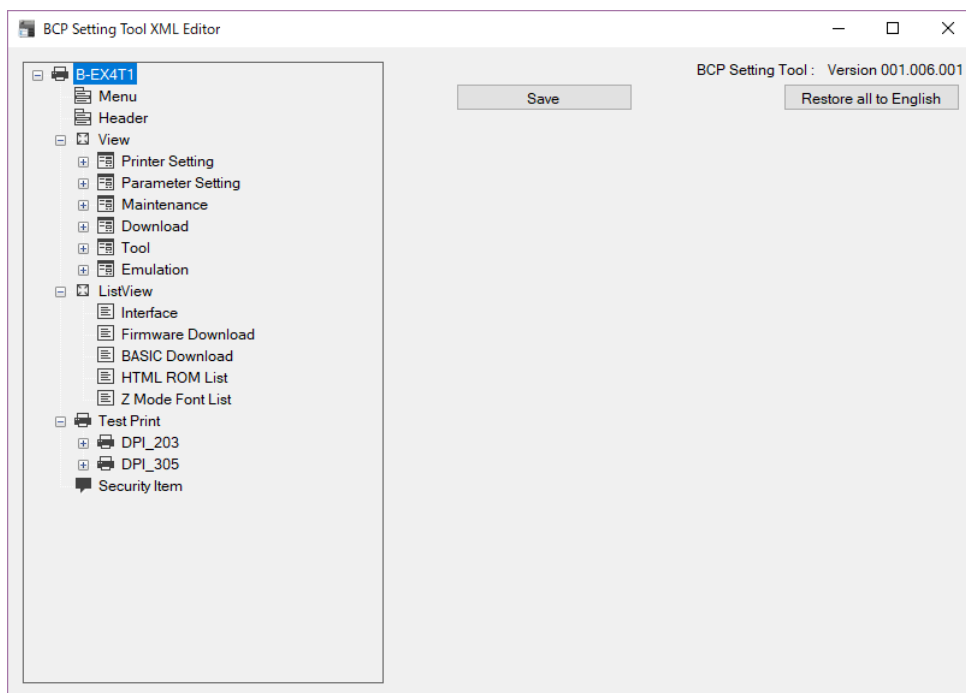 BCP Setting Tool XML Editor
BCP Setting Tool : Version 001.006.001
Save
Restore all to English
B-EX4T1
Menu
Header
View
Printer Setting
Parameter Setting
Maintenance
Download
Tool
Emulation
ListView
Interface
Firmware Download
BASIC Download
HTML ROM List
Z Mode Font List
Test Print
DPI_203
DPI_305
Security Item